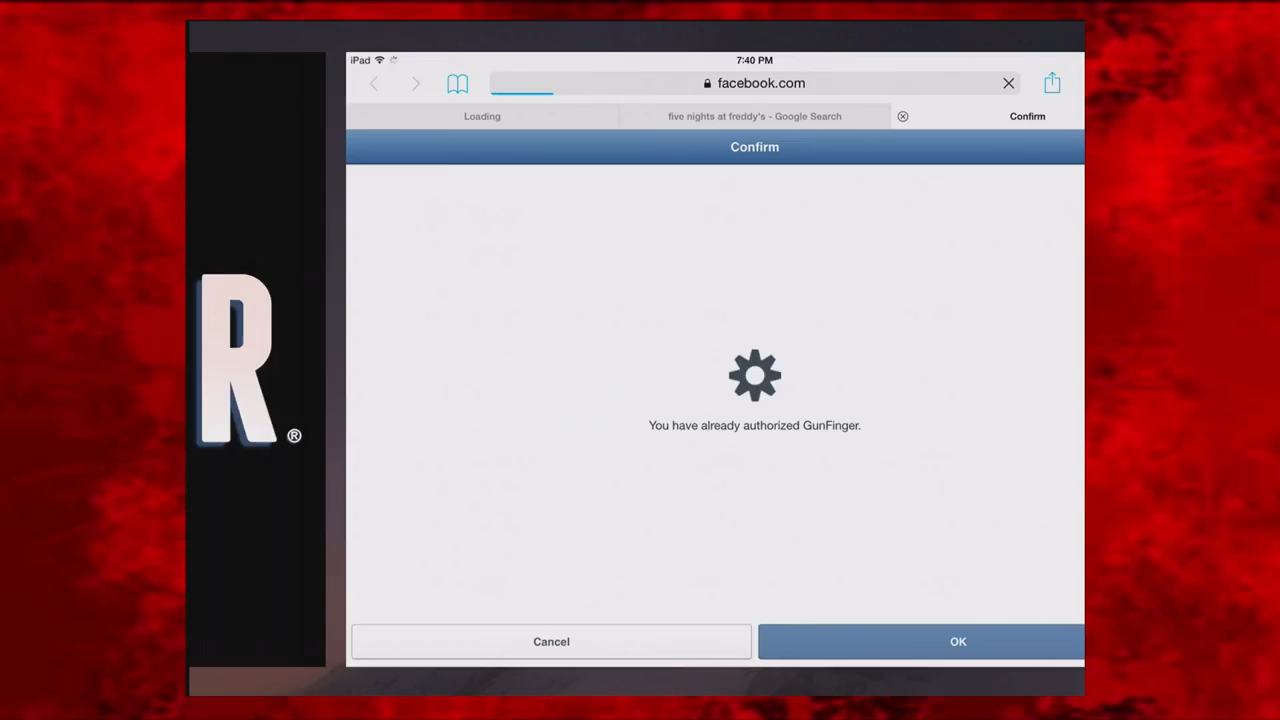 iPad
7:40 PM
facebook.com
Loading
five nights at freddy's - Google Search
Confirm
Confirm
R®
You have already authorized GunFinger.
Cancel
OK